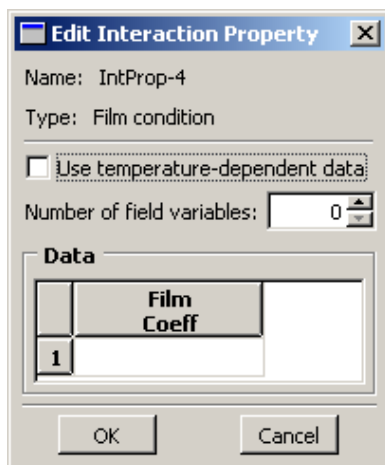 Edit Interaction Property
Name: IntProp-4
Type: Film condition
Use temperature-dependent data
Number of field variables: 0
Data
Film
Coeff
1
OK Cancel